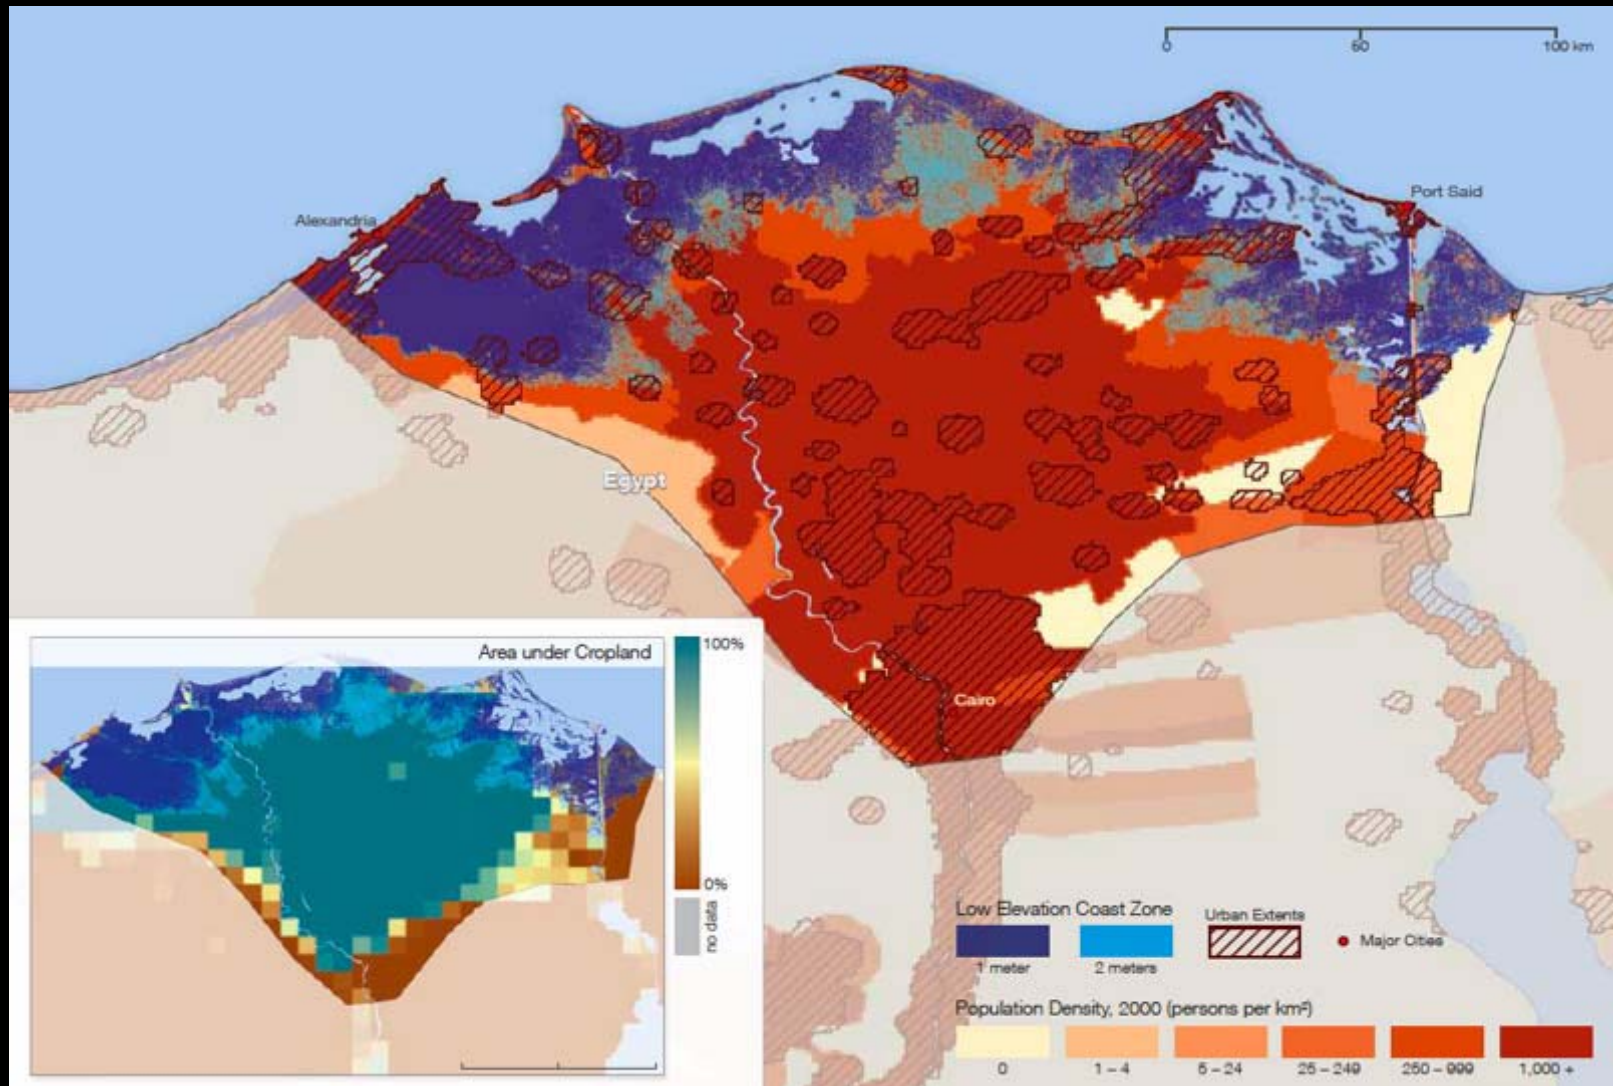 0 60 100 km
Alexandria
Port Said
Egypt
Cairo
Area under Cropland
100%
0%
no data
Low Elevation Coast Zone
1 meter
2 meters
Urban Extents
Major Cities
Population Density, 2000 (persons per km²)
0
1 – 4
5 – 24
25 – 249
250 – 999
1,000 +